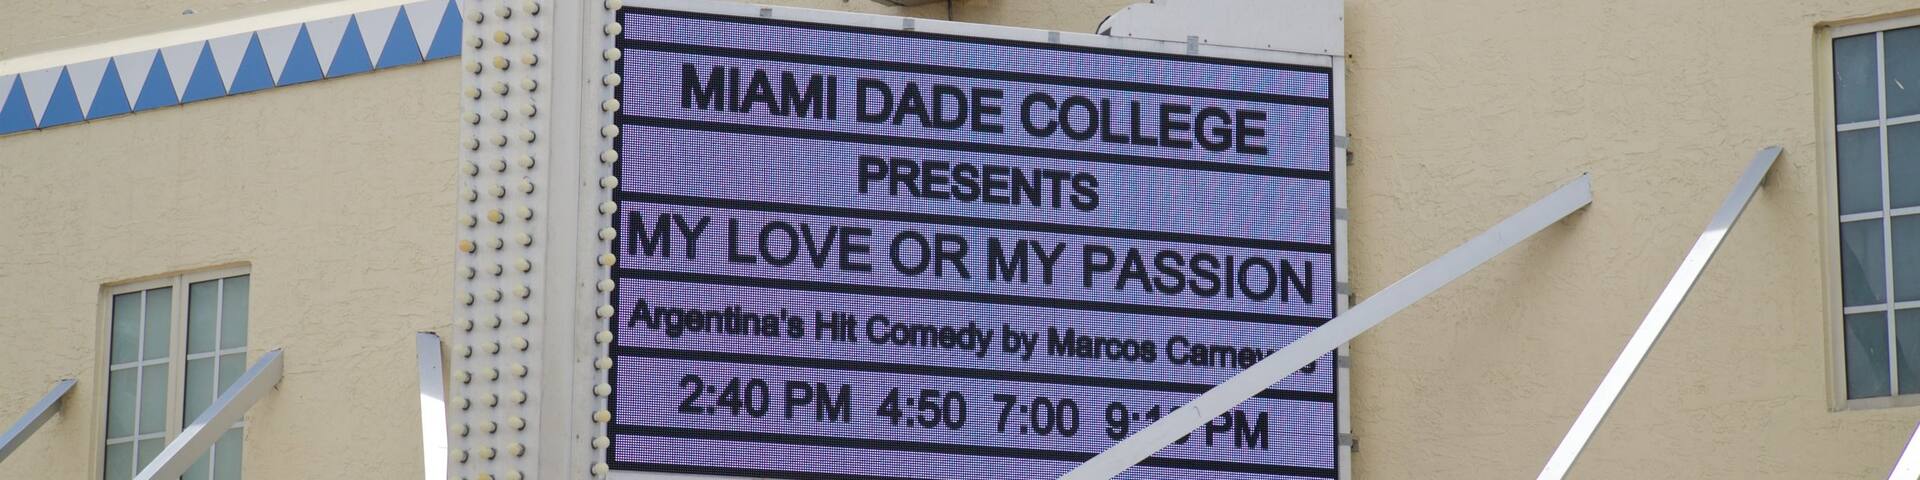 MIAMI DADE COLLEGE
PRESENTS
MY LOVE OR MY PASSION
Argentina's Hit Comedy by Marcos
2:40 PM 4:50 7:00 PM